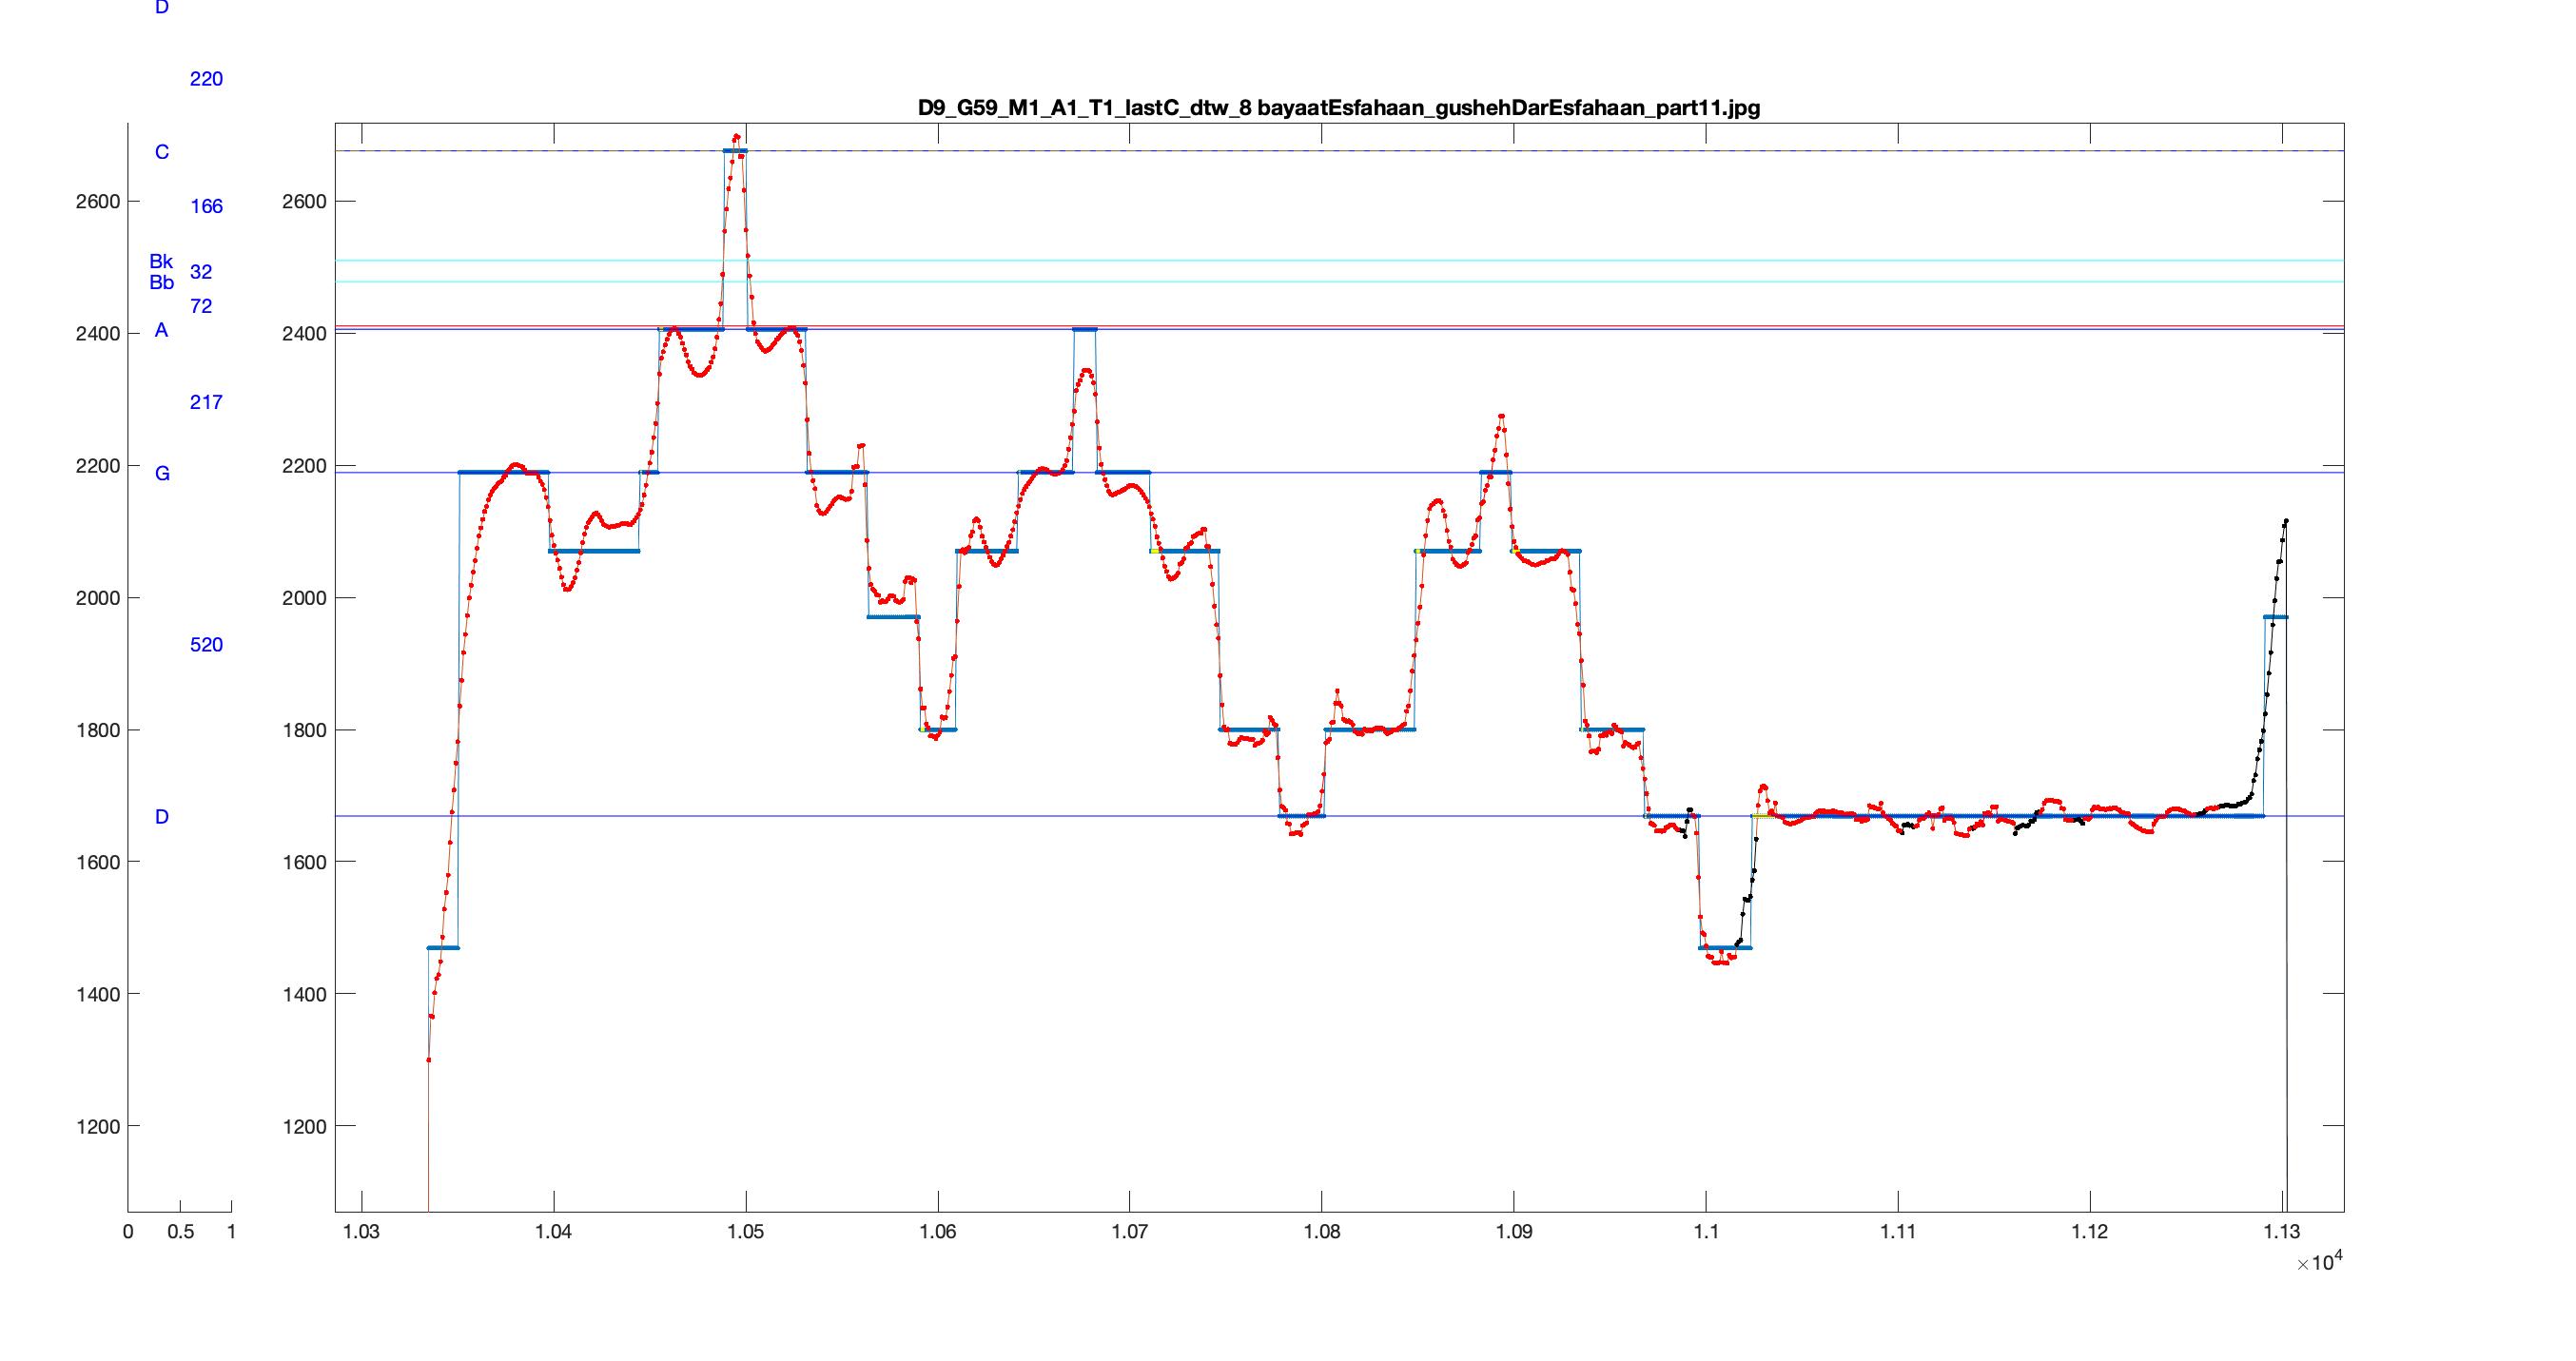 D
220
D9_G59_M1_A1_T1_lastC_dtw_8 bayaatEsfahaan_gushehDarEsfahaan_part11.jpg
C
2600 166 2600
Bk
32
Bb
72
2400 A 2400
217
2200 G 2200
2000 2000
520
1800 1800
D
1600 1600
1400 1400
1200 1200
0 0.5 1 1.03 1.04 1.05 1.06 1.07 1.08 1.09 1.1 1.11 1.12 1.13
×10⁴